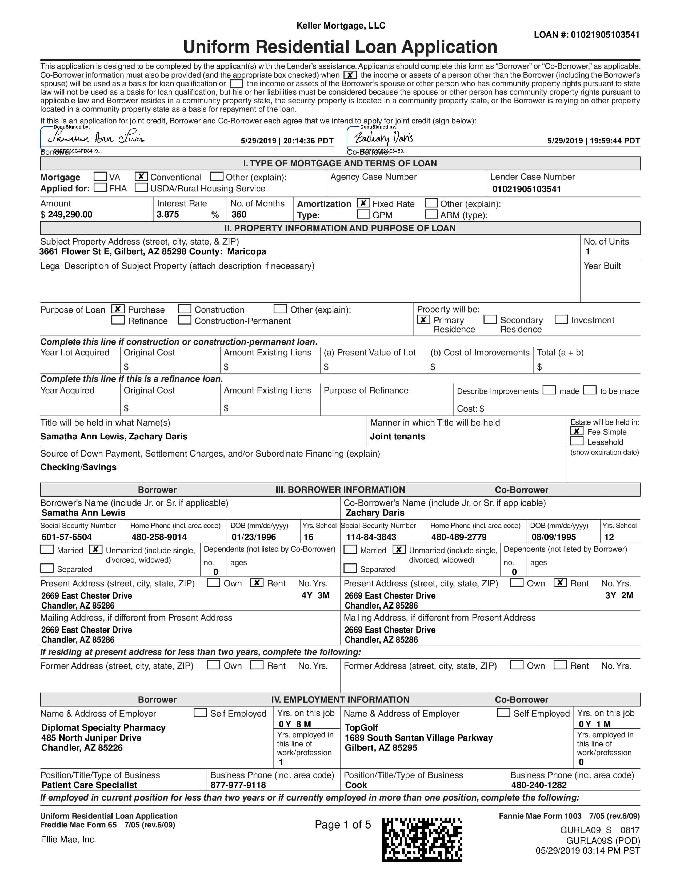 Keller Mortgage, LLC
LOAN #: 01021905103541
Uniform Residential Loan Application
This application is designed to be completed by the applicant(s) with the Lender's assistance. Applicants should complete this form as "Borrower" or "Co-Borrower," as applicable.
Co-Borrower information must also be provided (and the appropriate box checked) when X the income or assets of a person other than the Borrower (including the Borrower's
spouse) will be used as a basis for loan qualification or the income or assets of the Borrower's spouse or other person who has community property rights pursuant to state
law will not be used as a basis for loan qualification, but his or her liabilities must be considered because the spouse or other person has community property rights pursuant to
applicable law and Borrower resides in a community property state, the security property is located in a community property state, or the Borrower is relying on other property
located in a community property state as a basis for repayment of the loan.
If this is an application for joint credit, Borrower and Co-Borrower each agree that we intend to apply for joint credit (sign below):
DocuSigned by: DocuSigned by:
5/29/2019 | 20:14:36 PDT Zachary Daris 5/29/2019 | 19:59:44 PDT
Borrower Co-Borrower
I. TYPE OF MORTGAGE AND TERMS OF LOAN
Mortgage VA X Conventional Other (explain): Agency Case Number Lender Case Number
Applied for: FHA USDA/Rural Housing Service 01021905103541
Amount Interest Rate No. of Months Amortization X Fixed Rate Other (explain):
$ 249,290.00 3.875 % 360 Type: GPM ARM (type):
II. PROPERTY INFORMATION AND PURPOSE OF LOAN
Subject Property Address (street, city, state, & ZIP) No. of Units
3661 Flower St E, Gilbert, AZ 85298 County: Maricopa 1
Legal Description of Subject Property (attach description if necessary) Year Built
Purpose of Loan X Purchase Construction Other (explain): Property will be:
Refinance Construction-Permanent X Primary Residence Secondary Residence Investment
Complete this line if construction or construction-permanent loan.
Year Lot Acquired Original Cost Amount Existing Liens (a) Present Value of Lot (b) Cost of Improvements Total (a + b)
$ $ $ $ $
Complete this line if this is a refinance loan.
Year Acquired Original Cost Amount Existing Liens Purpose of Refinance Describe Improvements made to be made
$ $ Cost: $
Title will be held in what Name(s) Manner in which Title will be held Estate will be held in:
Samatha Ann Lewis, Zachary Daris Joint tenants X Fee Simple
Leasehold
Source of Down Payment, Settlement Charges, and/or Subordinate Financing (explain) (show expiration date)
Checking/Savings
Borrower III. BORROWER INFORMATION Co-Borrower
Borrower's Name (include Jr. or Sr. if applicable) Co-Borrower's Name (include Jr. or Sr. if applicable)
Samatha Ann Lewis Zachary Daris
Social Security Number Home Phone (incl. area code) DOB (mm/dd/yyyy) Yrs. School Social Security Number Home Phone (incl. area code) DOB (mm/dd/yyyy) Yrs. School
601-57-6504 480-258-9014 01/23/1996 16 114-84-3843 480-489-2779 08/09/1995 12
Married X Unmarried (include single, Dependents (not listed by Co-Borrower) Married X Unmarried (include single, Dependents (not listed by Borrower)
Separated divorced, widowed) no. 0 ages Separated divorced, widowed) no. 0 ages
Present Address (street, city, state, ZIP) Own X Rent No. Yrs. Present Address (street, city, state, ZIP) Own X Rent No. Yrs.
2669 East Chester Drive 4Y 3M 2669 East Chester Drive 3Y 2M
Chandler, AZ 85286 Chandler, AZ 85286
Mailing Address, if different from Present Address Mailing Address, if different from Present Address
2669 East Chester Drive 2669 East Chester Drive
Chandler, AZ 85286 Chandler, AZ 85286
If residing at present address for less than two years, complete the following:
Former Address (street, city, state, ZIP) Own Rent No. Yrs. Former Address (street, city, state, ZIP) Own Rent No. Yrs.
Borrower IV. EMPLOYMENT INFORMATION Co-Borrower
Name & Address of Employer Self Employed Yrs. on this job Name & Address of Employer Self Employed Yrs. on this job
0Y 8M 0Y 1M
Diplomat Specialty Pharmacy Yrs. employed in TopGolf Yrs. employed in
485 North Juniper Drive this line of 1689 South Santan Village Parkway this line of
Chandler, AZ 85226 work/profession Gilbert, AZ 85295 work/profession
1 0
Position/Title/Type of Business Business Phone (incl. area code) Position/Title/Type of Business Business Phone (incl. area code)
Patient Care Specialist 877-977-9118 Cook 480-240-1282
If employed in current position for less than two years or if currently employed in more than one position, complete the following:
Uniform Residential Loan Application Fannie Mae Form 1003 7/05 (rev.6/09)
Freddie Mac Form 65 7/05 (rev.6/09) Page 1 of 5 GURLA09_S 0817
Ellie Mae, Inc. GURLA09S (POD)
05/29/2019 03:14 PM PST